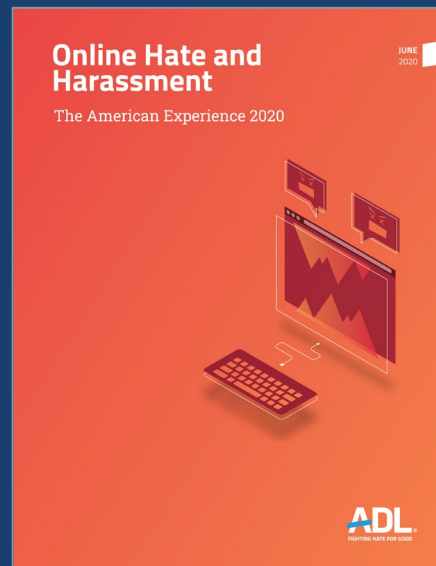 Online Hate and
Harassment
JUNE
2020
The American Experience 2020
ADL®
FIGHTING HATE FOR GOOD